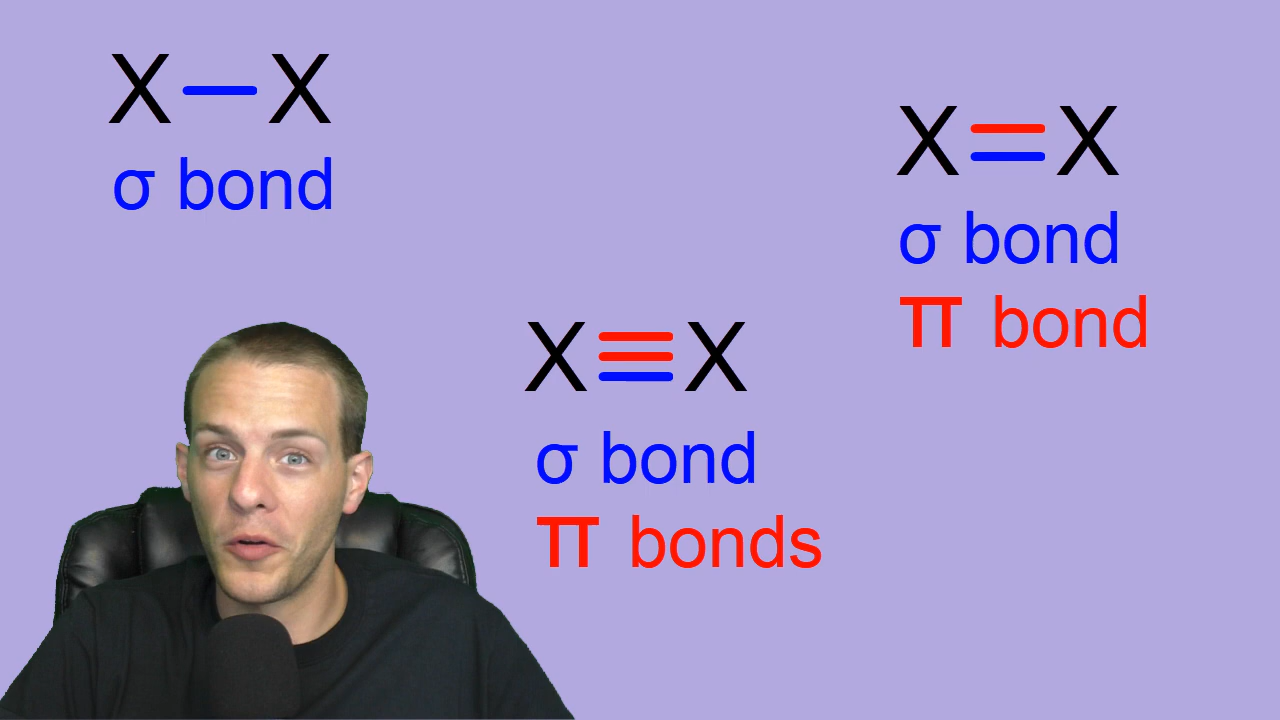 X—X
σ bond
X=X
σ bond
π bond
X≡X
σ bond
π bonds